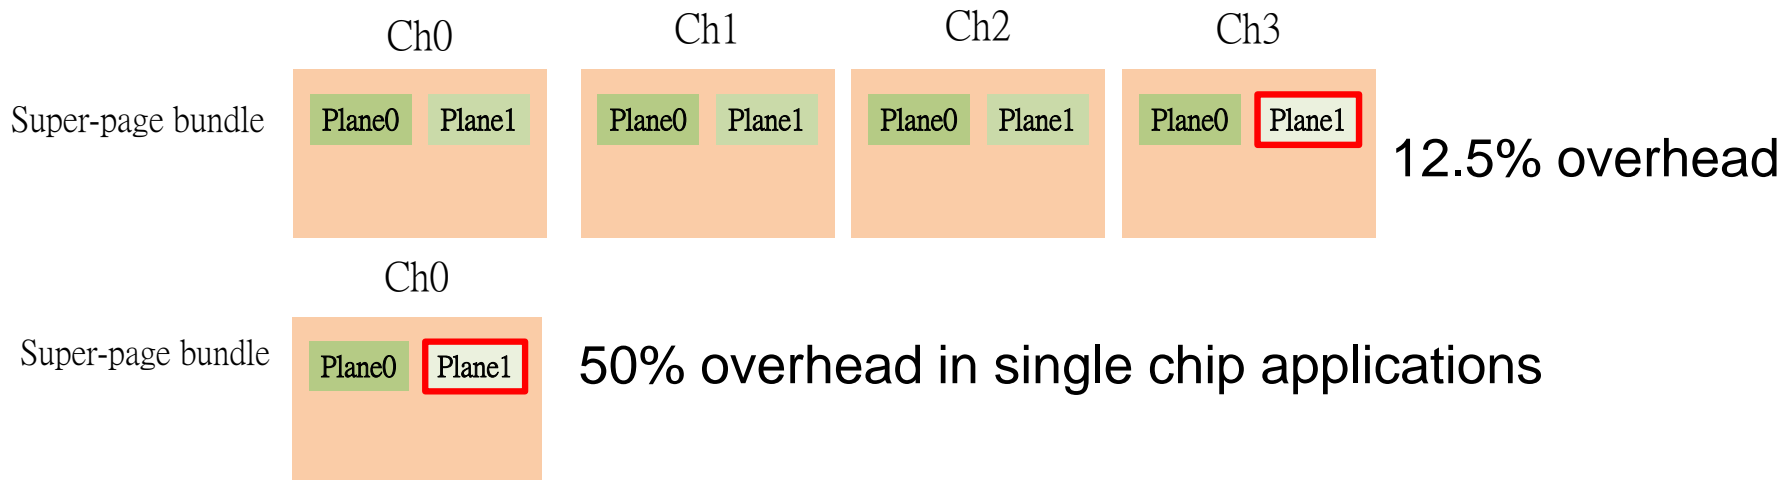 Ch0 Ch1 Ch2 Ch3
Super-page bundle Plane0 Plane1 Plane0 Plane1 Plane0 Plane1 Plane0 Plane1
12.5% overhead
Ch0
Super-page bundle Plane0 Plane1 50% overhead in single chip applications